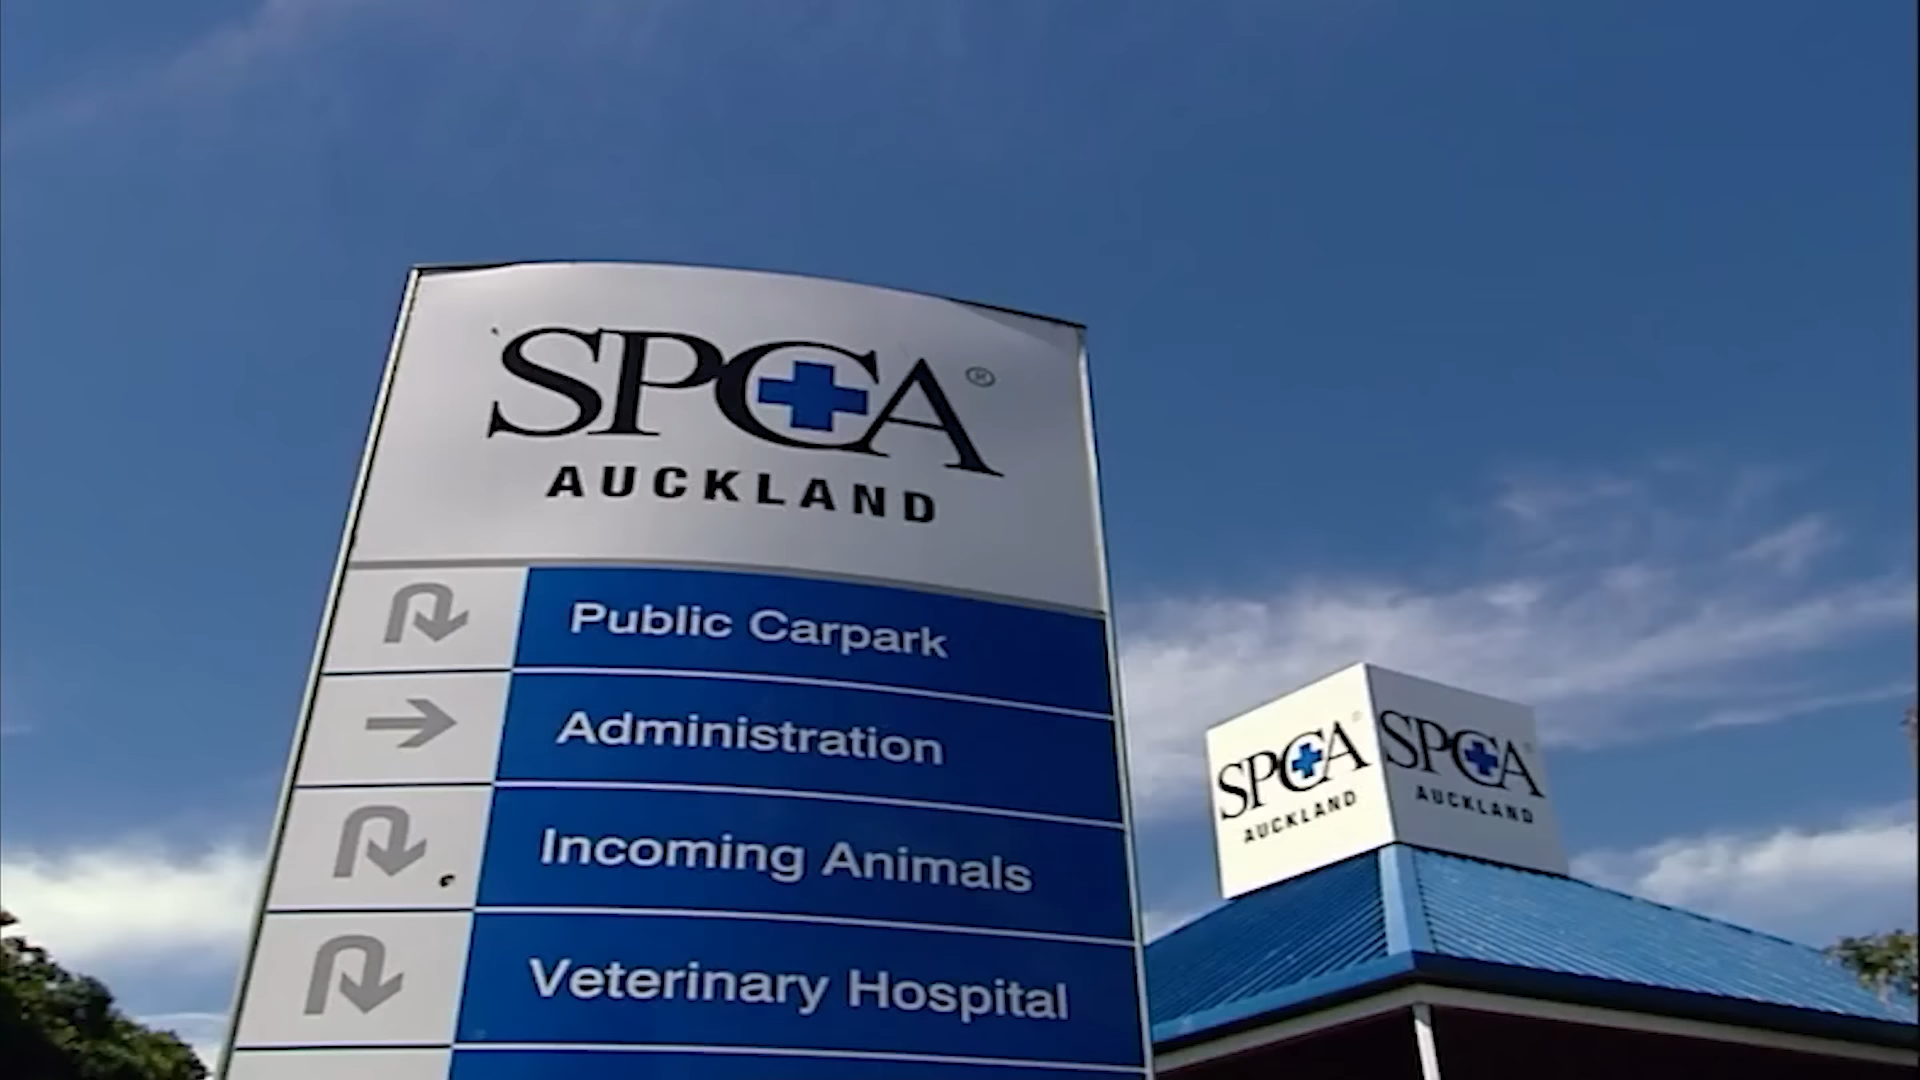 SPCA®
AUCKLAND
Public Carpark
Administration
Incoming Animals
Veterinary Hospital
SPCA
AUCKLAND
SPCA
AUCKLAND